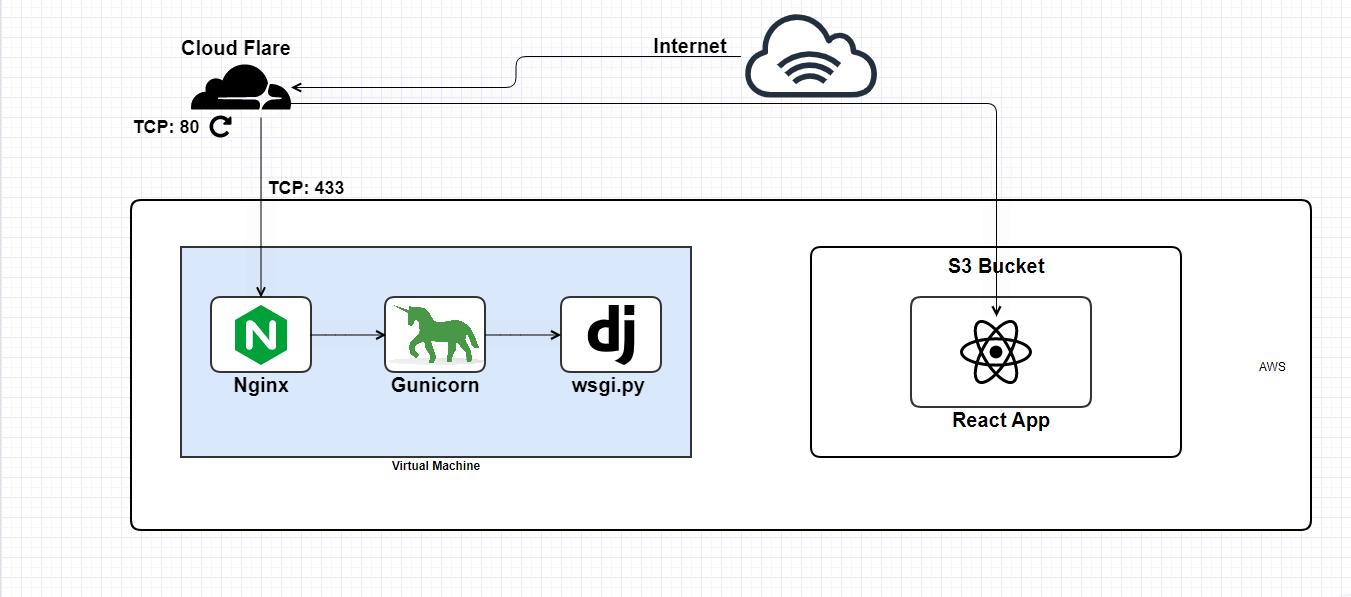 Cloud Flare
Internet
TCP: 80
TCP: 433
S3 Bucket
N
dj
Nginx
Gunicorn
wsgi.py
AWS
React App
Virtual Machine